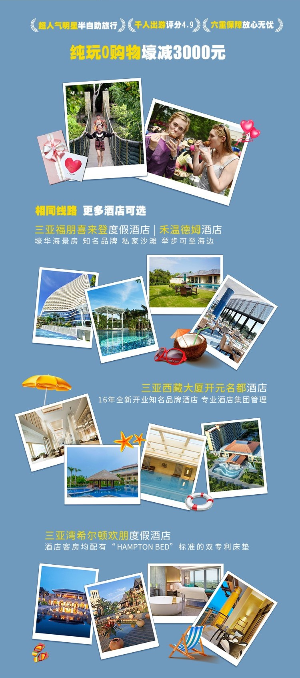 超人气明星半自助旅行
千人出游评分4.9
六重保障放心无忧
纯玩0购物壕减3000元
相同线路 更多酒店可选
三亚福朋喜来登度假酒店 | 禾温德姆酒店
豪华海景房 知名品牌 私家沙滩 举步可登海边
三亚西藏大厦开元名都酒店
16年全新开业知名品牌酒店 专业酒店集团管理
三亚湾希尔顿欢朋度假酒店
酒店客房均配有“HAMPTON BED”标准的双专利床垫